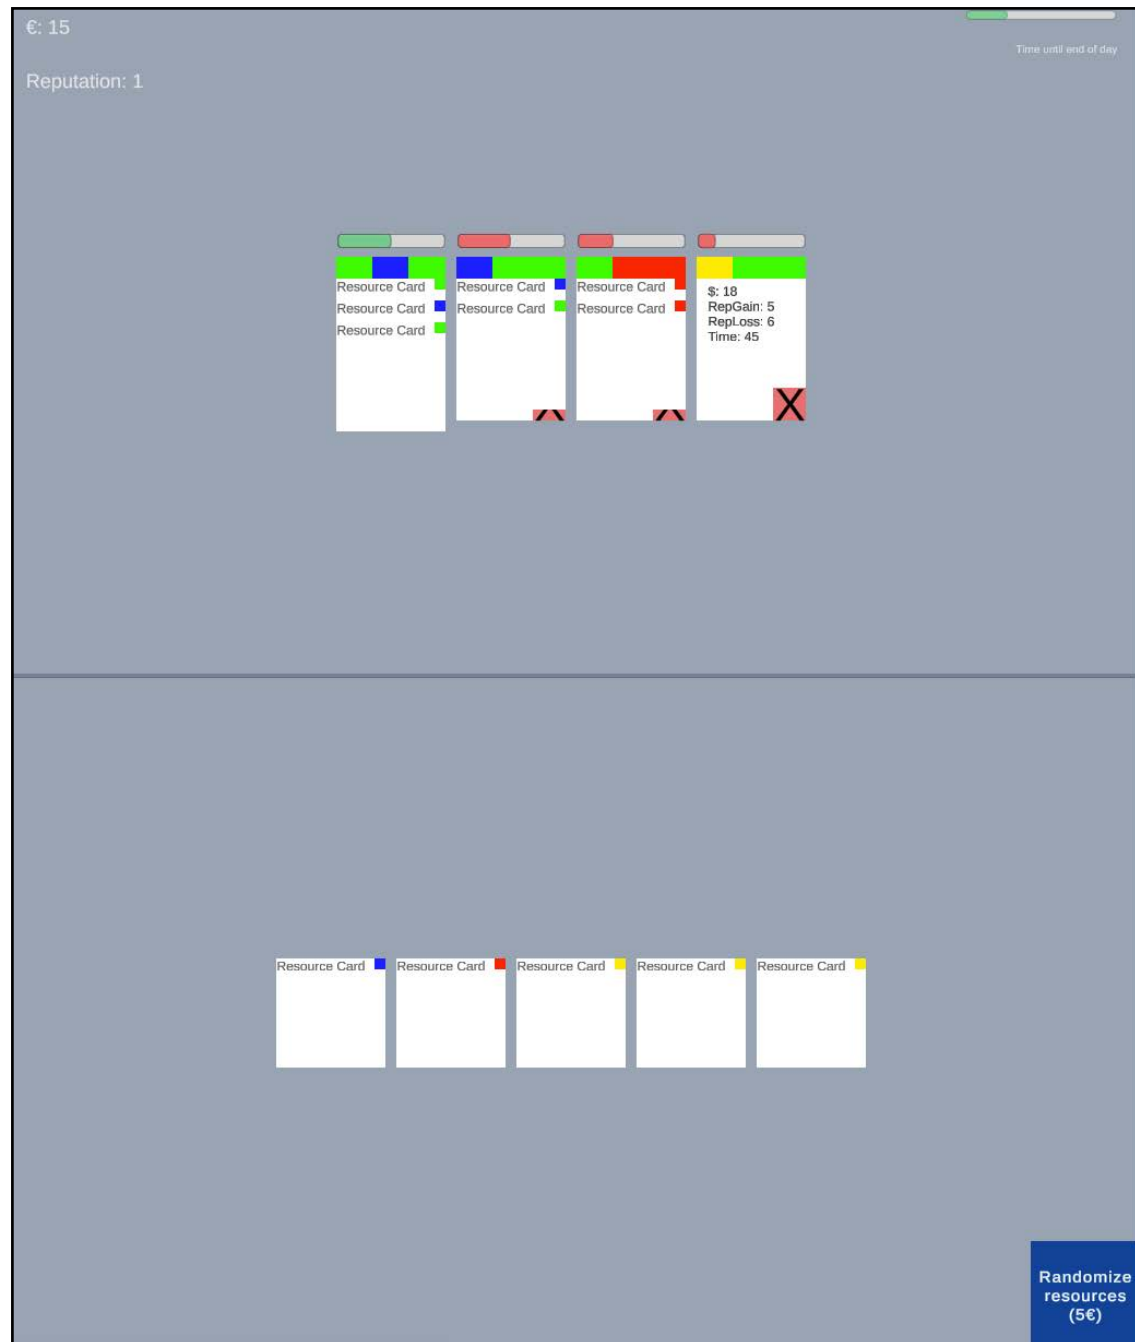 €: 15
Time until end of day
Reputation: 1
Resource Card
Resource Card
Resource Card
Resource Card
Resource Card
Resource Card
Resource Card
$: 18
RepGain: 5
RepLoss: 6
Time: 45
X
Resource Card
Resource Card
Resource Card
Resource Card
Resource Card
Randomize
resources
(5€)